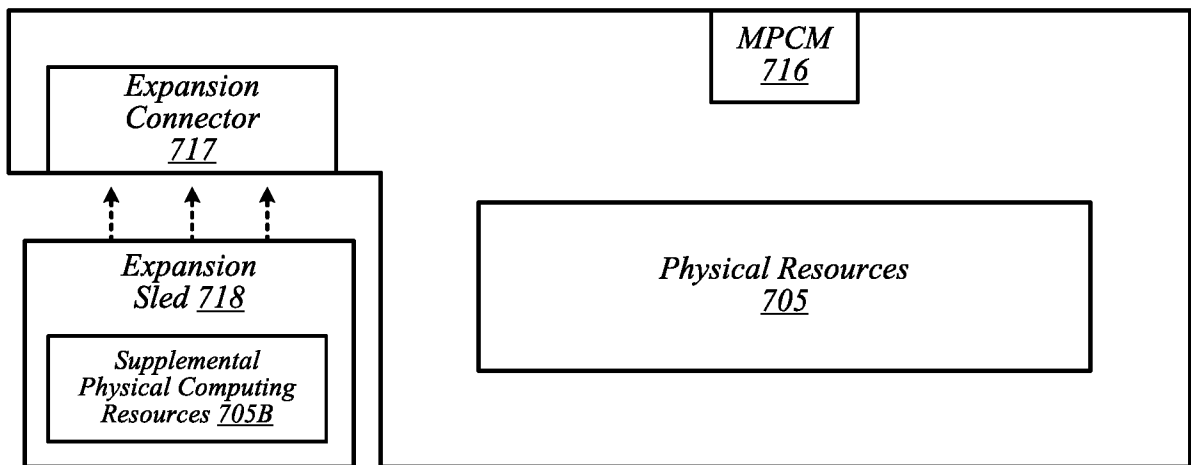 MPCM
716
Expansion
Connector
717
Expansion
Sled 718
Supplemental
Physical Computing
Resources 705B
Physical Resources
705